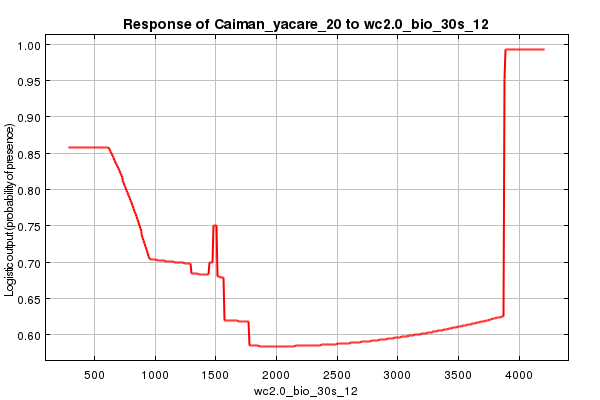 Response of Caiman_yacare_20 to wc2.0_bio_30s_12
Logistic output (probability of presence)
1.00
0.95
0.90
0.85
0.80
0.75
0.70
0.65
0.60
500 1000 1500 2000 2500 3000 3500 4000
wc2.0_bio_30s_12